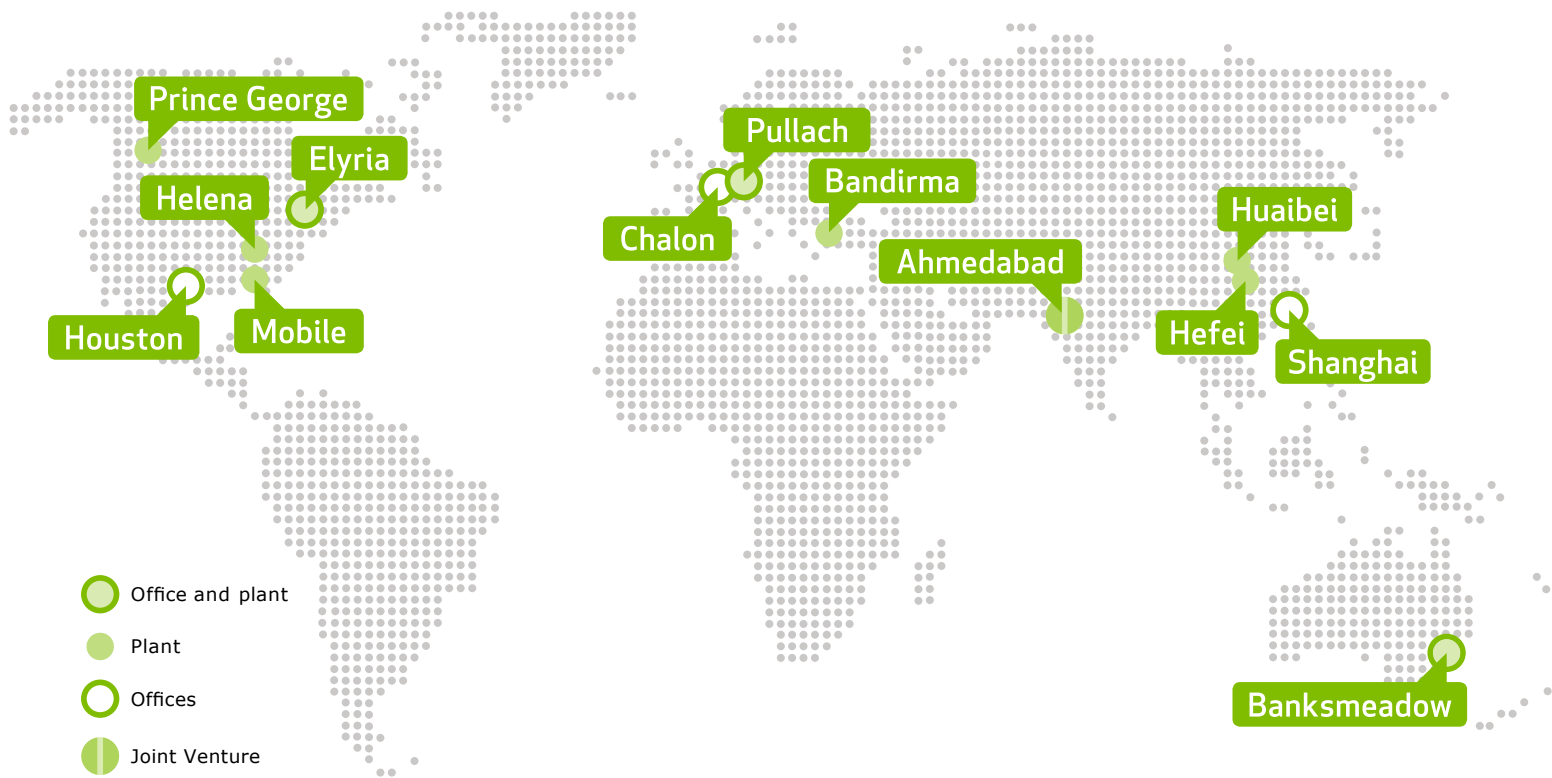 Prince George
Pullach
Elyria
Bandirma
Helena
Huaibei
Chalon
Ahmedabad
Houston
Mobile
Hefei
Shanghai
Office and plant
Plant
Offices
Banksmeadow
Joint Venture